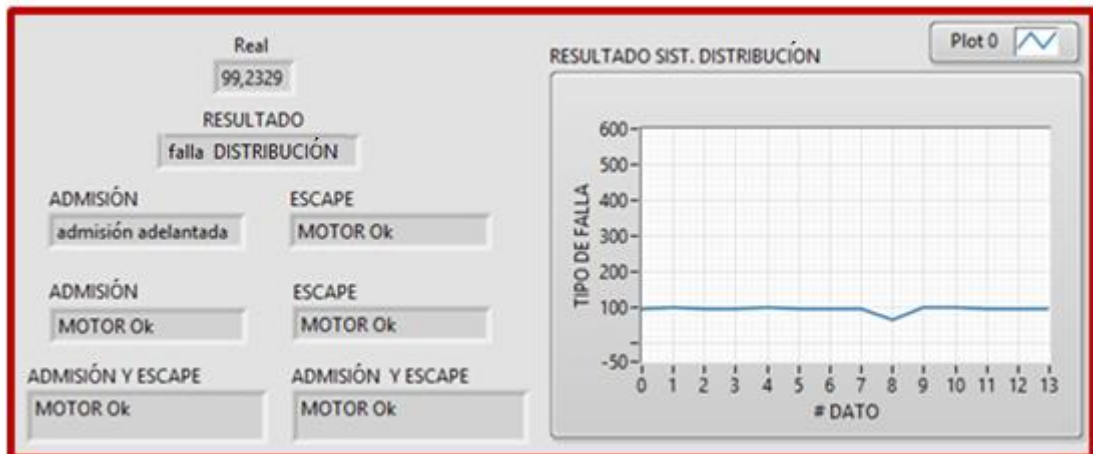 Real
99,2329
RESULTADO
falla DISTRIBUCIÓN
ADMISIÓN
ESCAPE
admisión adelantada
MOTOR Ok
ADMISIÓN
ESCAPE
MOTOR Ok
MOTOR Ok
ADMISIÓN Y ESCAPE
ADMISIÓN Y ESCAPE
MOTOR Ok
MOTOR Ok
RESULTADO SIST. DISTRIBUCÍON
Plot 0
TIPO DE FALLA
600
500
400
300
200
100
-50
0 1 2 3 4 5 6 7 8 9 10 11 12 13
# DATO